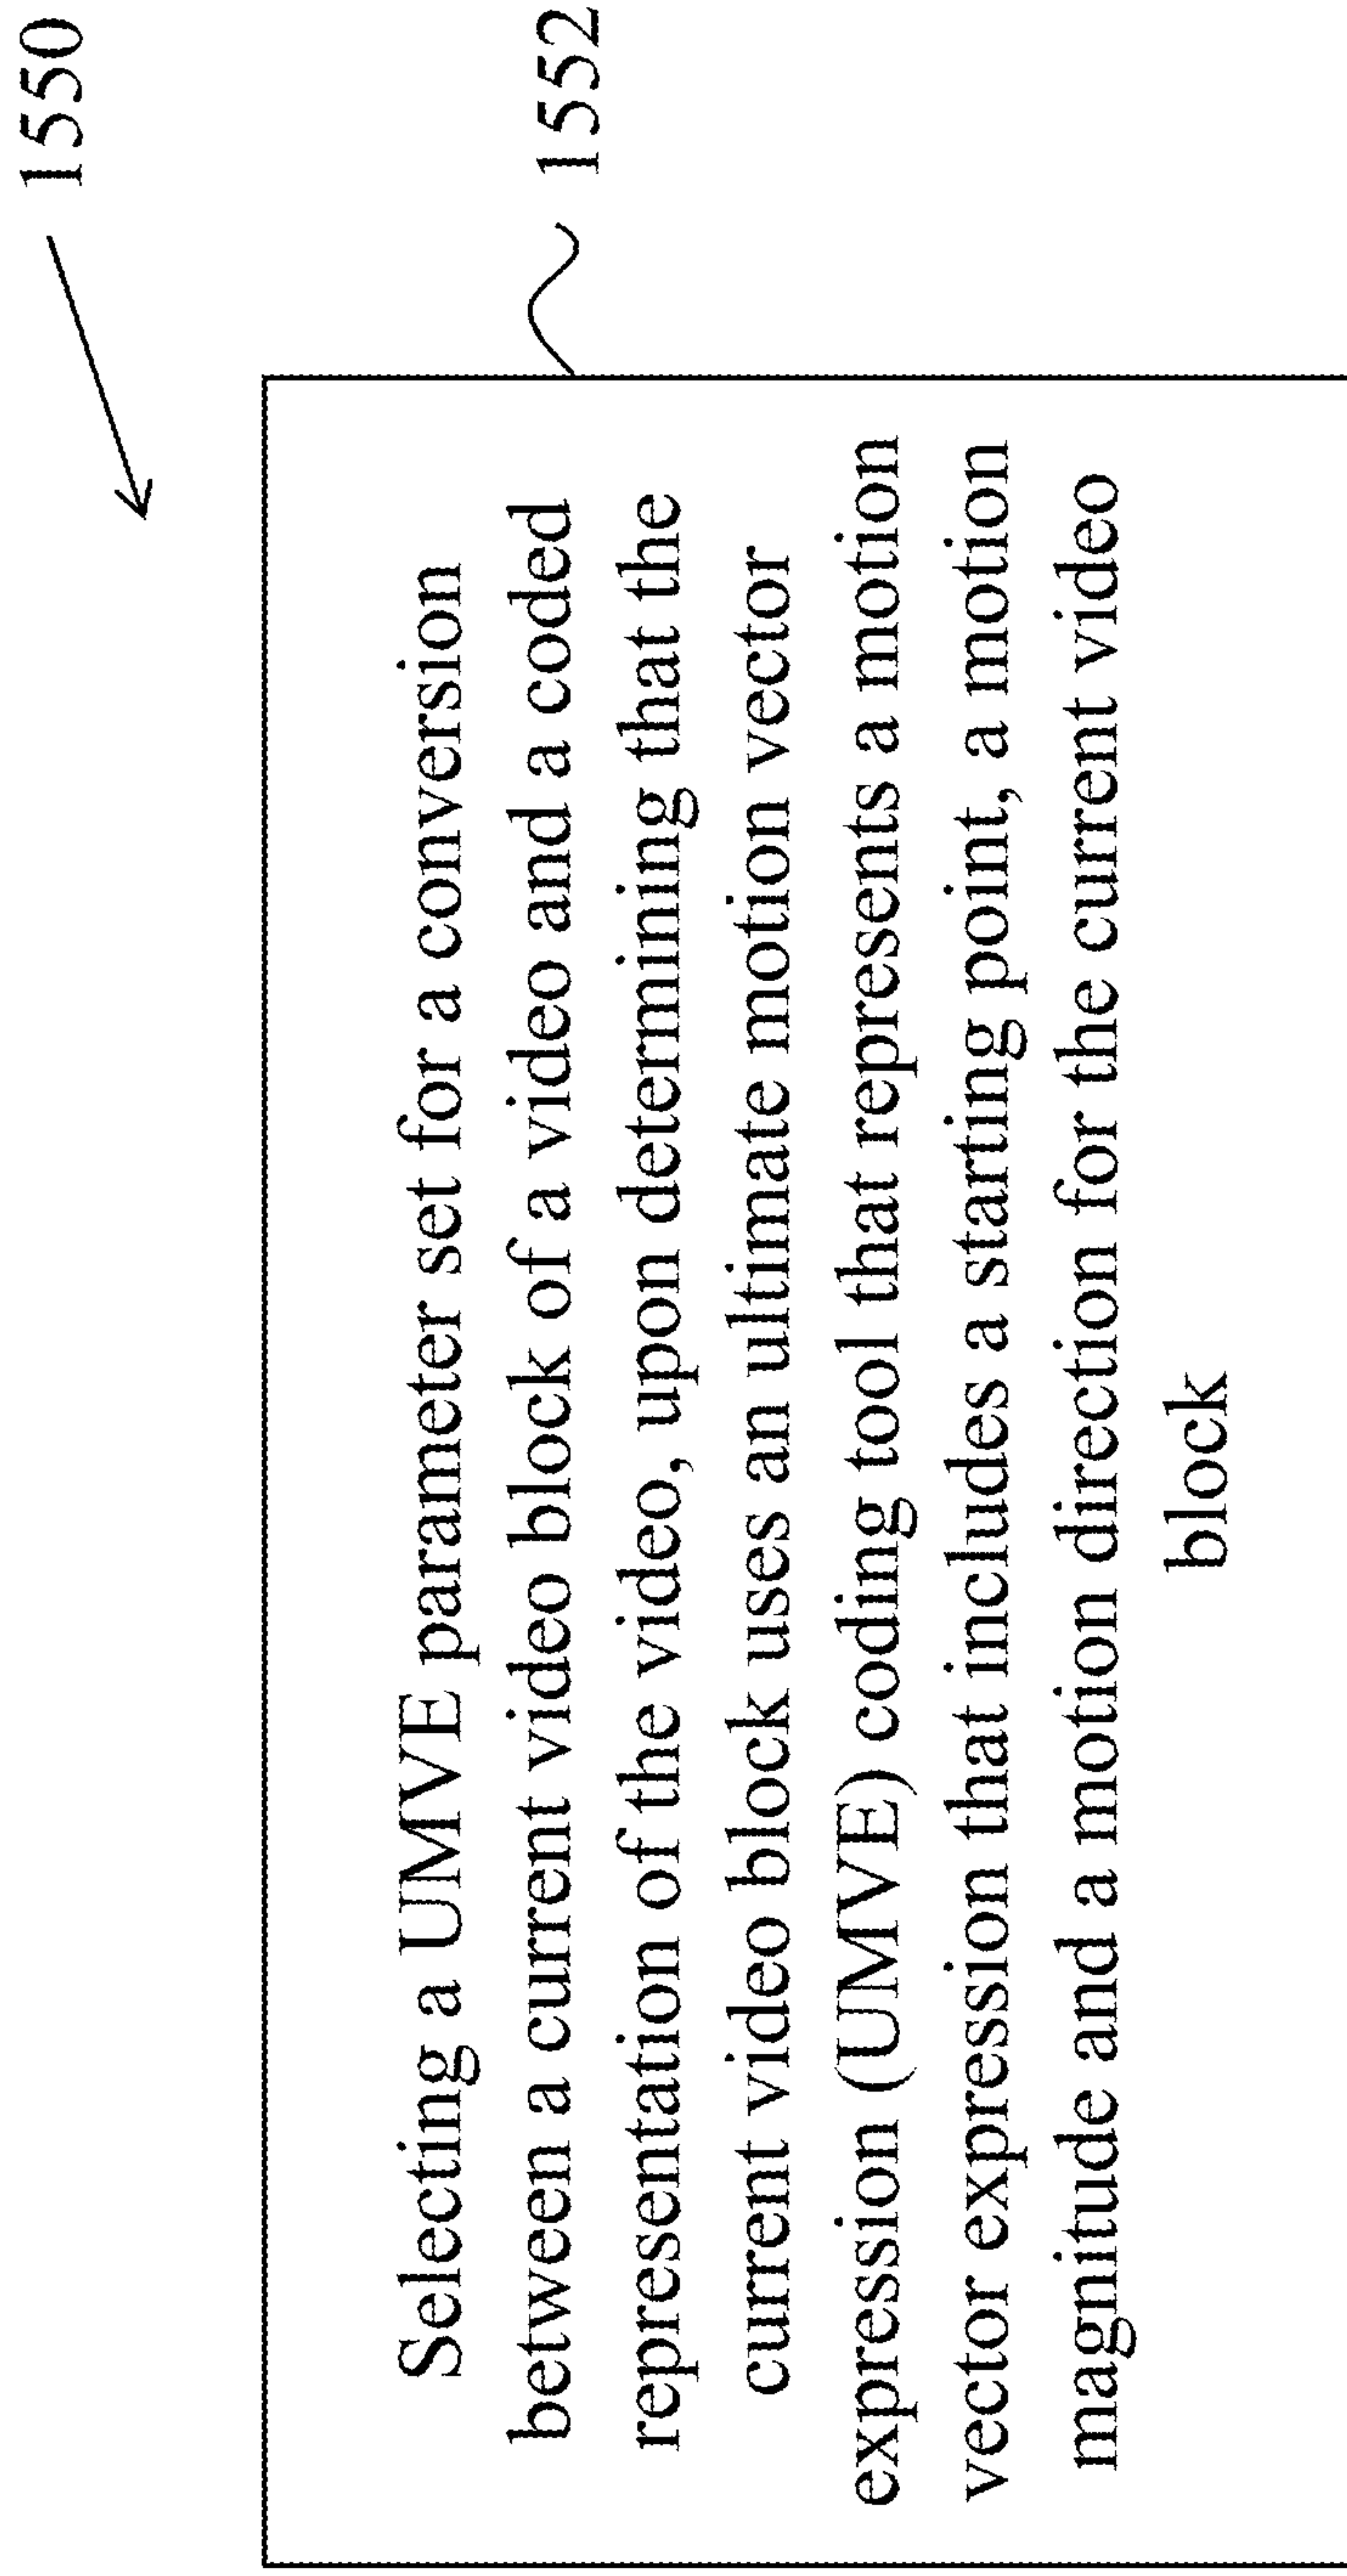 1550
1552
Selecting a UMVE parameter set for a conversion
between a current video block of a video and a coded
representation of the video, upon determining that the
current video block uses an ultimate motion vector
expression (UMVE) coding tool that represents a motion
vector expression that includes a starting point, a motion
magnitude and a motion direction for the current video
block